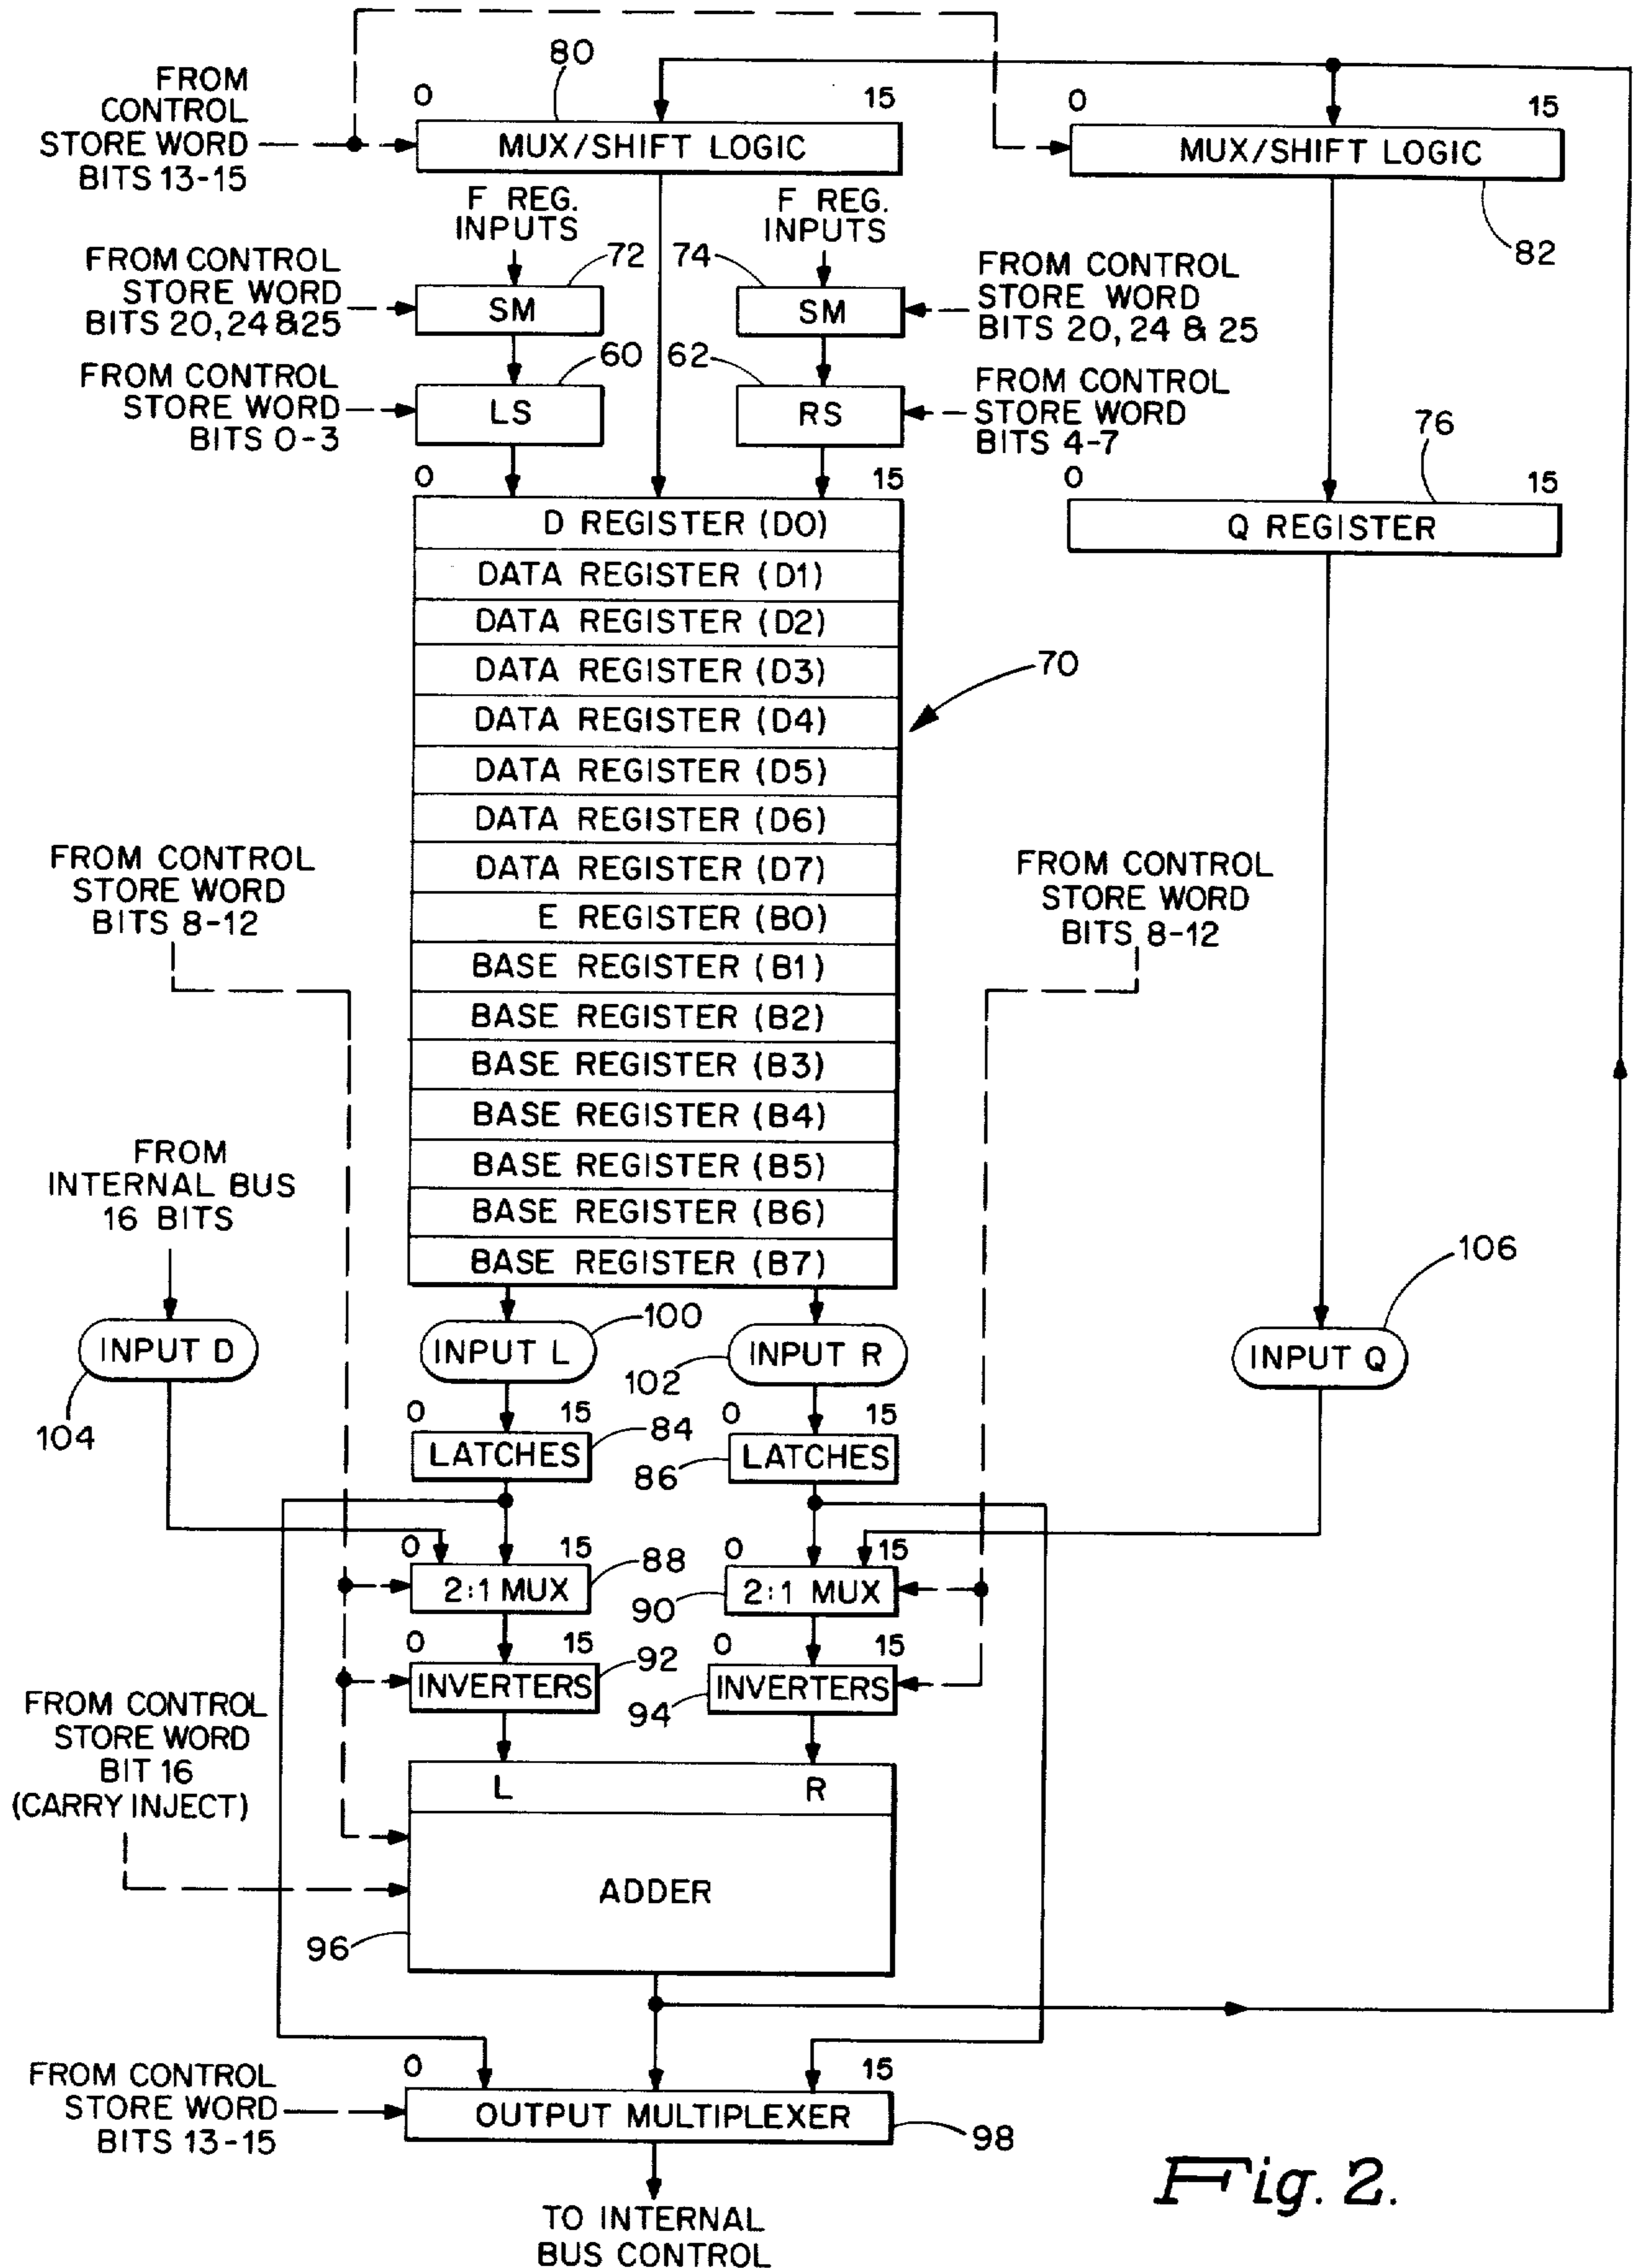 80
FROM
CONTROL
STORE WORD
BITS 13-15
0
15
MUX/SHIFT LOGIC
0
15
MUX/SHIFT LOGIC
82
F REG.
INPUTS
F REG.
INPUTS
FROM CONTROL
STORE WORD
BITS 20, 24 & 25
72
SM
74
SM
FROM CONTROL
STORE WORD
BITS 20, 24 & 25
FROM CONTROL
STORE WORD
BITS 0-3
60
LS
62
RS
FROM CONTROL
STORE WORD
BITS 4-7
76
0
15
Q REGISTER
0
15
D REGISTER (D0)
DATA REGISTER (D1)
DATA REGISTER (D2)
DATA REGISTER (D3)
DATA REGISTER (D4)
DATA REGISTER (D5)
DATA REGISTER (D6)
DATA REGISTER (D7)
E REGISTER (B0)
BASE REGISTER (B1)
BASE REGISTER (B2)
BASE REGISTER (B3)
BASE REGISTER (B4)
BASE REGISTER (B5)
BASE REGISTER (B6)
BASE REGISTER (B7)
70
FROM CONTROL
STORE WORD
BITS 8-12
FROM CONTROL
STORE WORD
BITS 8-12
FROM
INTERNAL BUS
16 BITS
INPUT D
104
INPUT L
100
INPUT R
102
INPUT Q
106
0
15
LATCHES
84
0
15
LATCHES
86
0
15
2:1 MUX
88
0
15
2:1 MUX
90
0
15
INVERTERS
92
0
15
INVERTERS
94
FROM CONTROL
STORE WORD
BIT 16
(CARRY INJECT)
L
R
ADDER
96
FROM CONTROL
STORE WORD
BITS 13-15
0
15
OUTPUT MULTIPLEXER
98
TO INTERNAL
BUS CONTROL
Fig. 2.